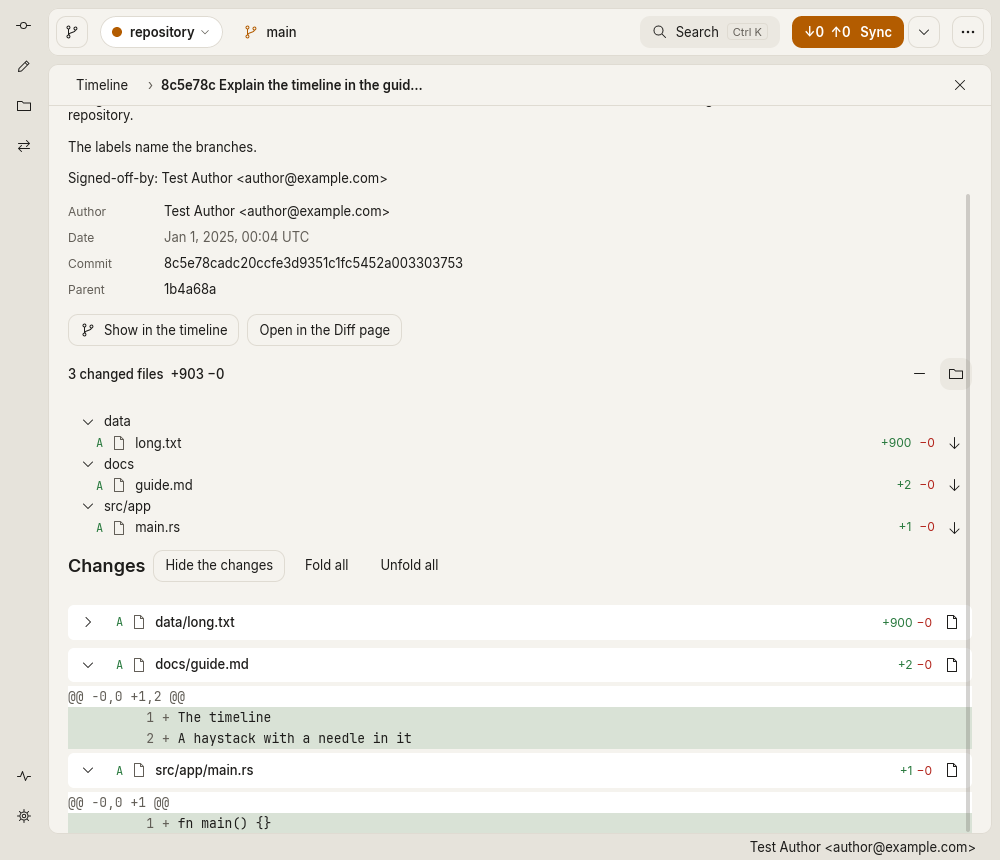 repository
main
Search Ctrl K
↓0 ↑0 Sync
Timeline › 8c5e78c Explain the timeline in the guid...
repository.
The labels name the branches.
Signed-off-by: Test Author <author@example.com>
Author Test Author <author@example.com>
Date Jan 1, 2025, 00:04 UTC
Commit 8c5e78cadc20ccfe3d9351c1fc5452a003303753
Parent 1b4a68a
Show in the timeline Open in the Diff page
3 changed files +903 −0
data
A long.txt +900 −0
docs
A guide.md +2 −0
src/app
A main.rs +1 −0
Changes Hide the changes Fold all Unfold all
A data/long.txt +900 −0
A docs/guide.md +2 −0
@@ -0,0 +1,2 @@
1 + The timeline
2 + A haystack with a needle in it
A src/app/main.rs +1 −0
@@ -0,0 +1 @@
1 + fn main() {}
Test Author <author@example.com>